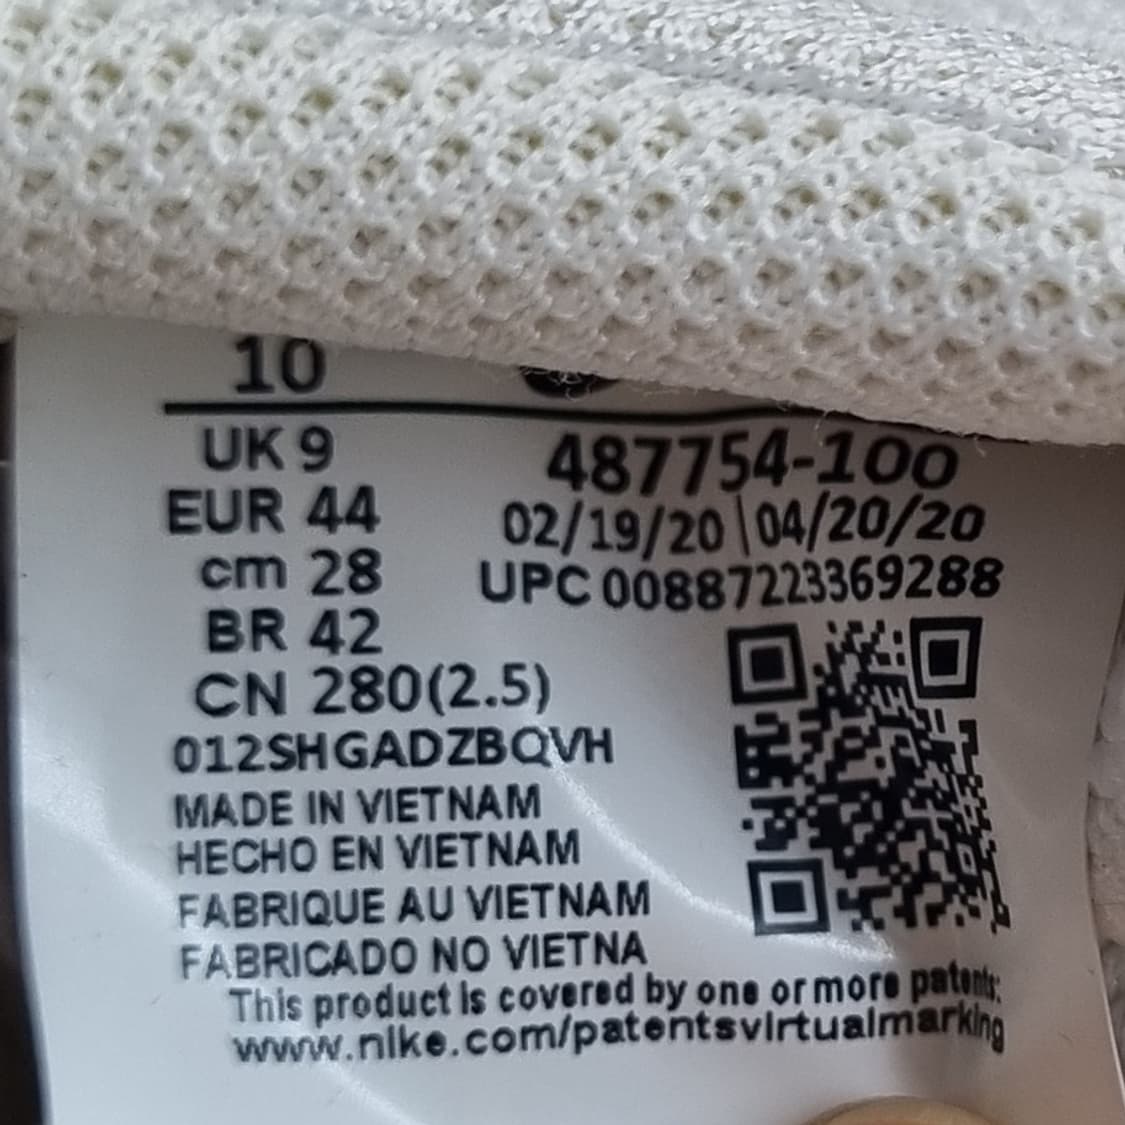 10
UK 9
EUR 44
cm 28
BR 42
CN 280(2.5)
487754-100
02/19/20 \ 04/20/20
UPC 00887223369288
012SHGADZBQVH
MADE IN VIETNAM
HECHO EN VIETNAM
FABRIQUE AU VIETNAM
FABRICADO NO VIETNA
This product is covered by one or more patents:
www.nike.com/patentsvirtualmarking